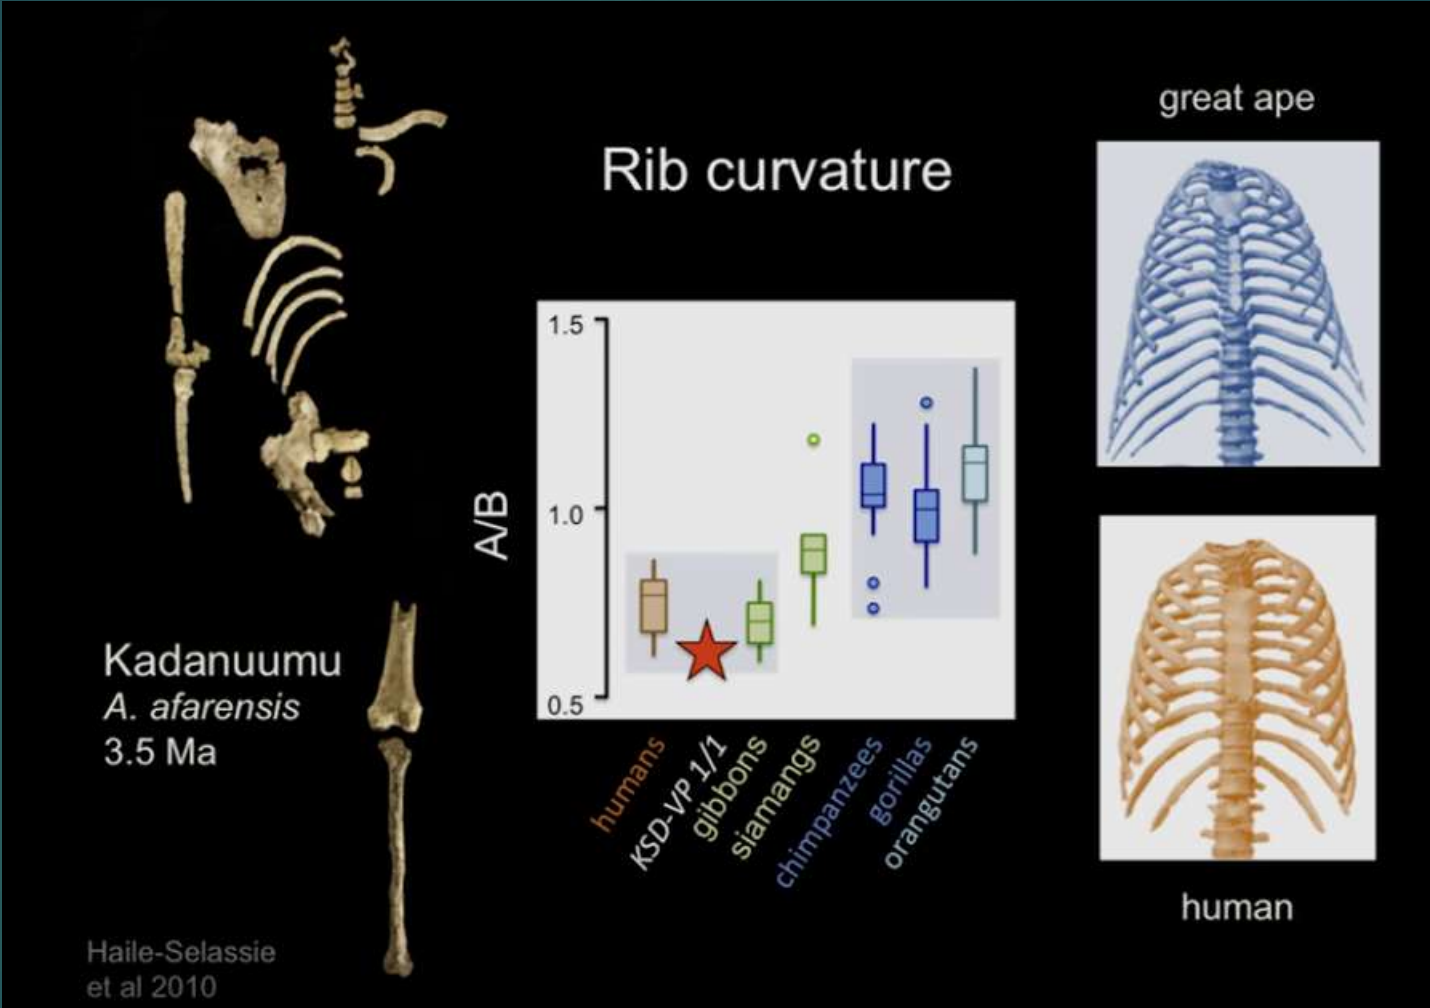 great ape
Rib curvature
1.5
1.0
0.5
A/B
humans
KSD-VP 1/1
gibbons
siamangs
chimpanzees
gorillas
orangutans
Kadanuumu
A. afarensis
3.5 Ma
human
Haile-Selassie
et al 2010